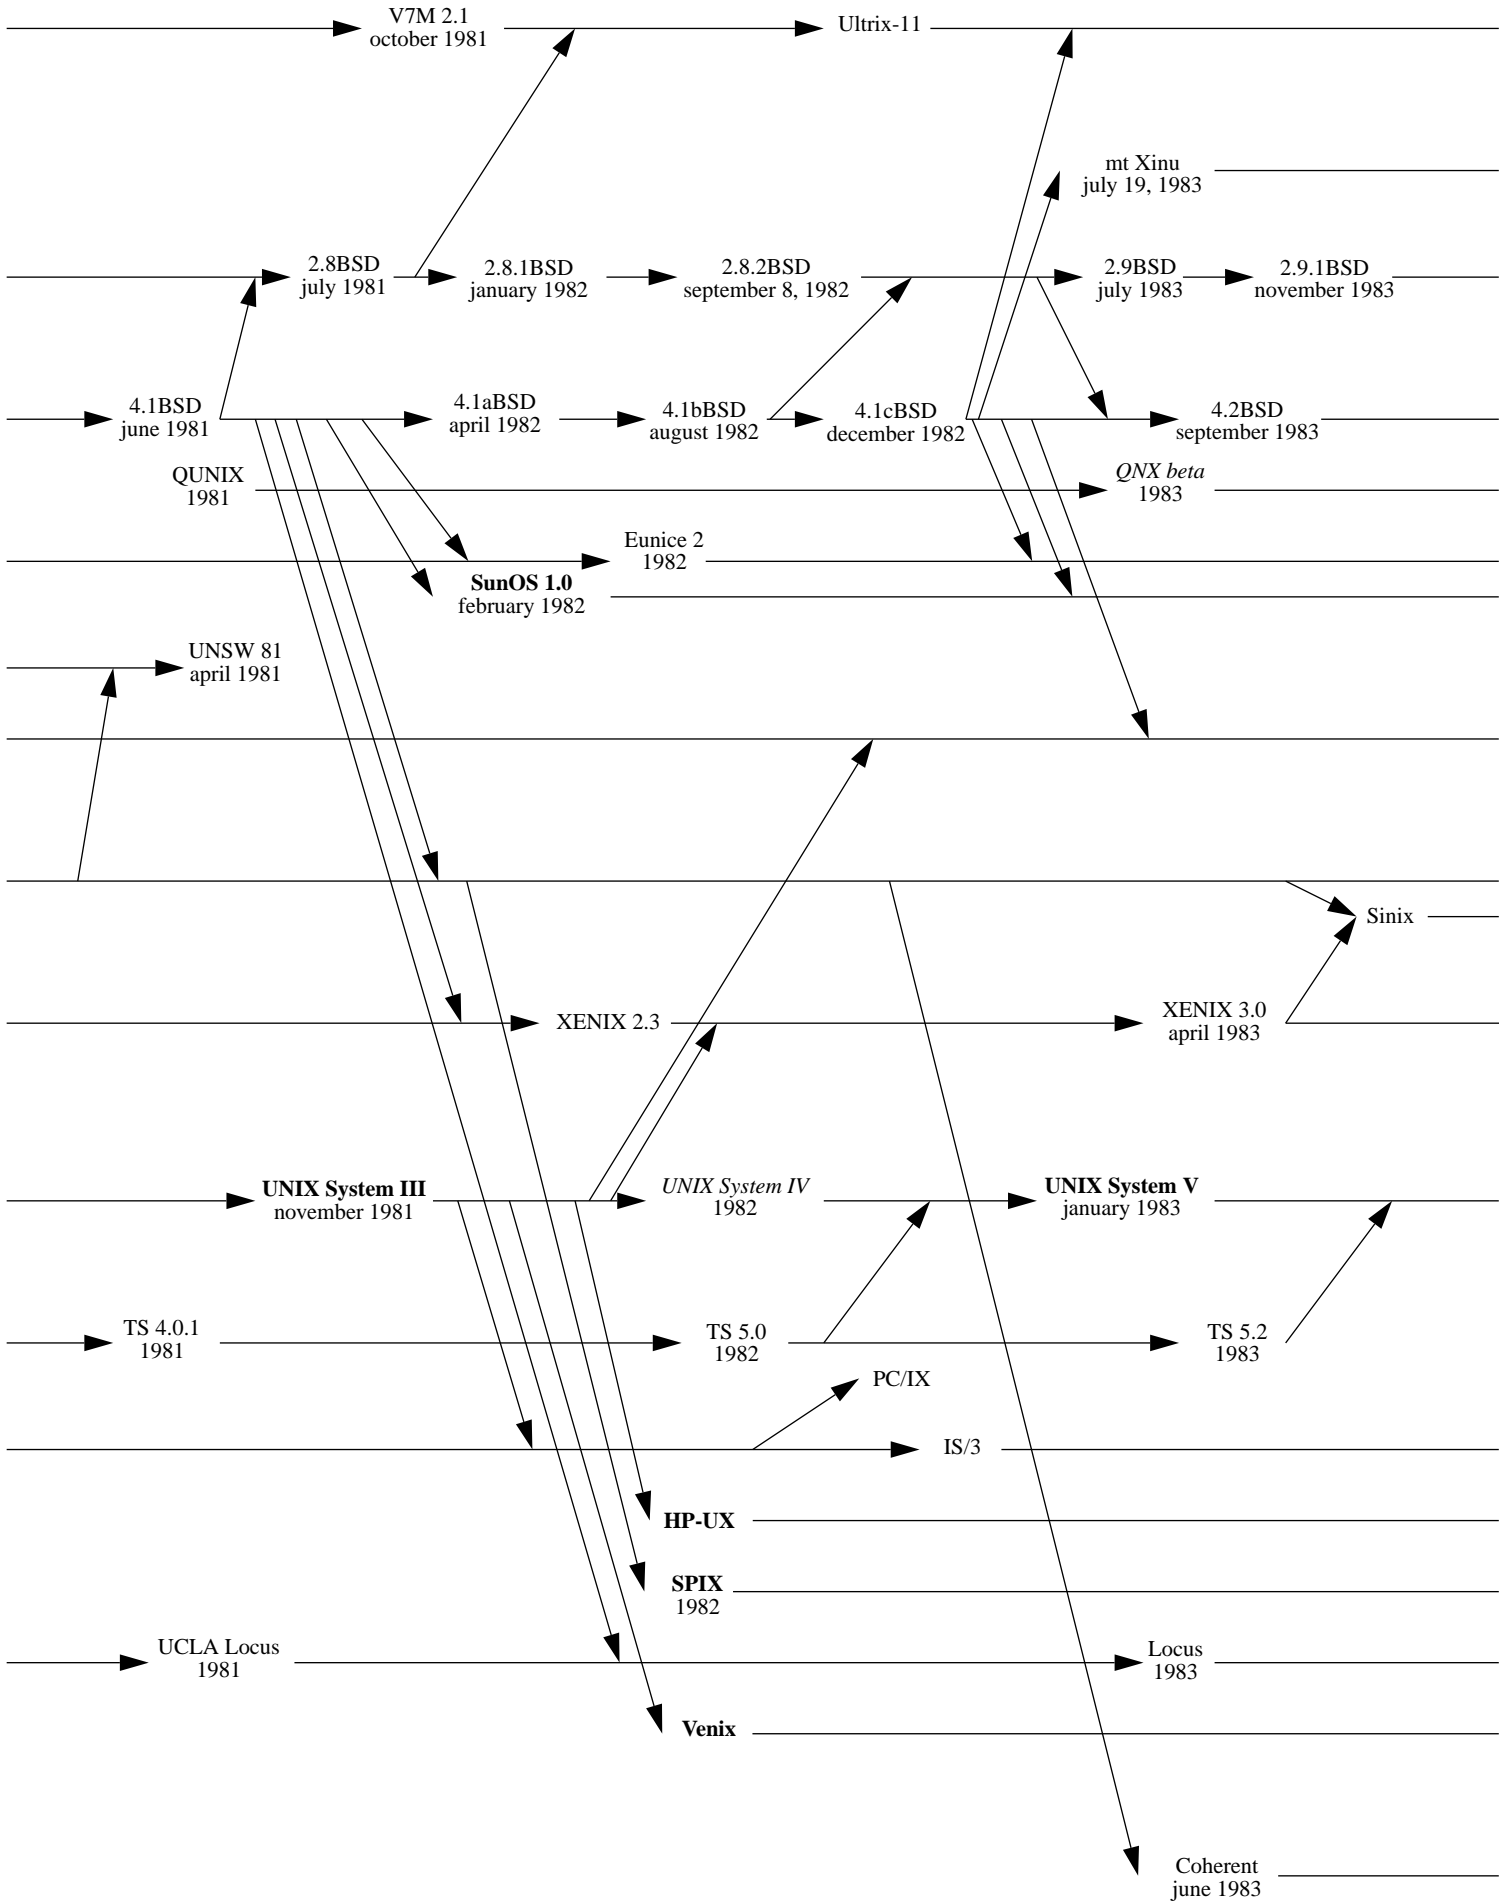 V7M 2.1
october 1981
Ultrix-11
mt Xinu
july 19, 1983
2.8BSD
july 1981
2.8.1BSD
january 1982
2.8.2BSD
september 8, 1982
2.9BSD
july 1983
2.9.1BSD
november 1983
4.1BSD
june 1981
4.1aBSD
april 1982
4.1bBSD
august 1982
4.1cBSD
december 1982
4.2BSD
september 1983
QUNIX
1981
QNX beta
1983
Eunice 2
1982
SunOS 1.0
february 1982
UNSW 81
april 1981
Sinix
XENIX 2.3
XENIX 3.0
april 1983
UNIX System III
november 1981
UNIX System IV
1982
UNIX System V
january 1983
TS 4.0.1
1981
TS 5.0
1982
TS 5.2
1983
PC/IX
IS/3
HP-UX
SPIX
1982
UCLA Locus
1981
Locus
1983
Venix
Coherent
june 1983